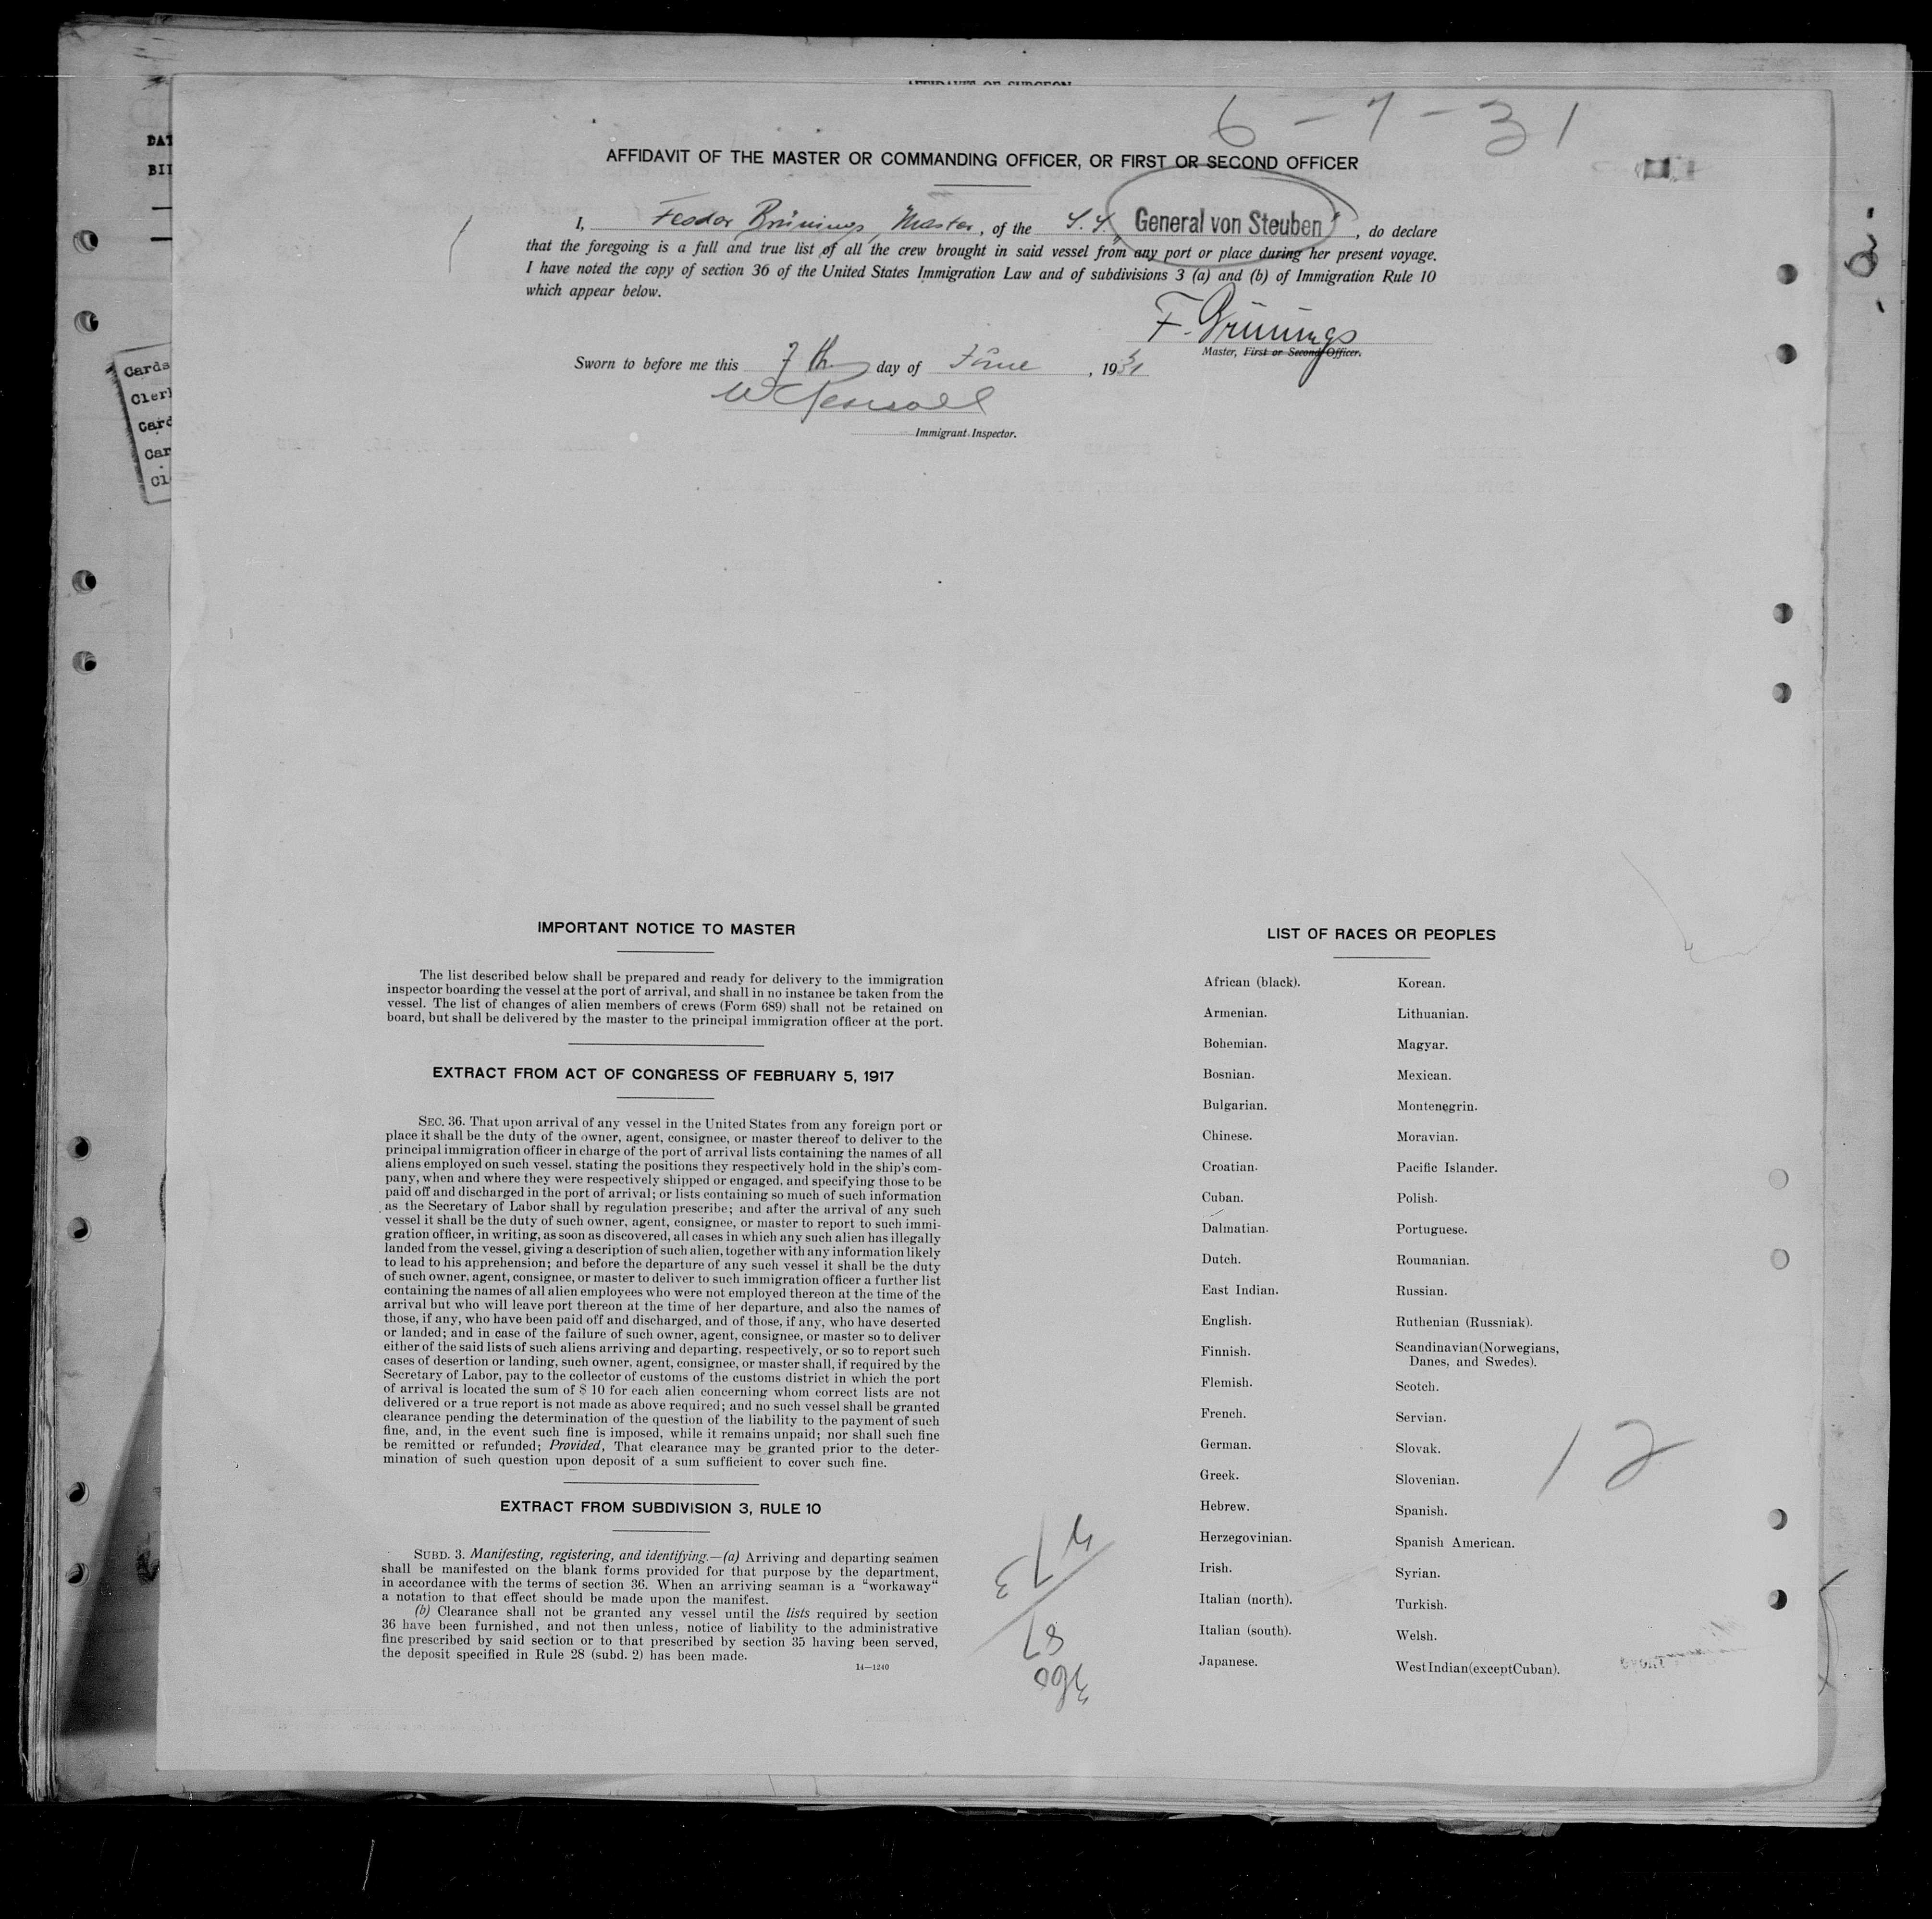 AFFIDAVIT OF SURGEON
6 - 7 - 31
DAT
BII
AFFIDAVIT OF THE MASTER OR COMMANDING OFFICER, OR FIRST OR SECOND OFFICER
I, Feodor Brünings, Master, of the S.S. "General von Steuben", do declare
that the foregoing is a full and true list of all the crew brought in said vessel from any port or place during her present voyage.
I have noted the copy of section 36 of the United States Immigration Law and of subdivisions 3 (a) and (b) of Immigration Rule 10
which appear below.
F. Brünings
Master, First or Second Officer.
Sworn to before me this 7th day of June, 1931
Immigrant Inspector.
Cards
Clerk
Card
Car
Cl
IMPORTANT NOTICE TO MASTER
The list described below shall be prepared and ready for delivery to the immigration
inspector boarding the vessel at the port of arrival, and shall in no instance be taken from the
vessel. The list of changes of alien members of crews (Form 689) shall not be retained on
board, but shall be delivered by the master to the principal immigration officer at the port.
EXTRACT FROM ACT OF CONGRESS OF FEBRUARY 5, 1917
SEC. 36. That upon arrival of any vessel in the United States from any foreign port or
place it shall be the duty of the owner, agent, consignee, or master thereof to deliver to the
principal immigration officer in charge of the port of arrival lists containing the names of all
aliens employed on such vessel, stating the positions they respectively hold in the ship's com-
pany, when and where they were respectively shipped or engaged, and specifying those to be
paid off and discharged in the port of arrival; or lists containing so much of such information
as the Secretary of Labor shall by regulation prescribe; and after the arrival of any such
vessel it shall be the duty of such owner, agent, consignee, or master to report to such immi-
gration officer, in writing, as soon as discovered, all cases in which any such alien has illegally
landed from the vessel, giving a description of such alien, together with any information likely
to lead to his apprehension; and before the departure of any such vessel it shall be the duty
of such owner, agent, consignee, or master to deliver to such immigration officer a further list
containing the names of all alien employees who were not employed thereon at the time of the
arrival but who will leave port thereon at the time of her departure, and also the names of
those, if any, who have been paid off and discharged, and of those, if any, who have deserted
or landed; and in case of the failure of such owner, agent, consignee, or master so to deliver
either of the said lists of such aliens arriving and departing, respectively, or so to report such
cases of desertion or landing, such owner, agent, consignee, or master shall, if required by the
Secretary of Labor, pay to the collector of customs of the customs district in which the port
of arrival is located the sum of $ 10 for each alien concerning whom correct lists are not
delivered or a true report is not made as above required; and no such vessel shall be granted
clearance pending the determination of the question of the liability to the payment of such
fine, and, in the event such fine is imposed, while it remains unpaid; nor shall such fine
be remitted or refunded; Provided, That clearance may be granted prior to the deter-
mination of such question upon deposit of a sum sufficient to cover such fine.
EXTRACT FROM SUBDIVISION 3, RULE 10
SUBD. 3. Manifesting, registering, and identifying.—(a) Arriving and departing seamen
shall be manifested on the blank forms provided for that purpose by the department,
in accordance with the terms of section 36. When an arriving seaman is a "workaway"
a notation to that effect should be made upon the manifest.
(b) Clearance shall not be granted any vessel until the lists required by section
36 have been furnished, and not then unless, notice of liability to the administrative
fine prescribed by said section or to that prescribed by section 35 having been served,
the deposit specified in Rule 28 (subd. 2) has been made.
14—1240
273
87
360
LIST OF RACES OR PEOPLES
African (black).
Armenian.
Bohemian.
Bosnian.
Bulgarian.
Chinese.
Croatian.
Cuban.
Dalmatian.
Dutch.
East Indian.
English.
Finnish.
Flemish.
French.
German.
Greek.
Hebrew.
Herzegovinian.
Irish.
Italian (north).
Italian (south).
Japanese.
Korean.
Lithuanian.
Magyar.
Mexican.
Montenegrin.
Moravian.
Pacific Islander.
Polish.
Portuguese.
Roumanian.
Russian.
Ruthenian (Russniak).
Scandinavian (Norwegians,
Danes, and Swedes).
Scotch.
Servian.
Slovak.
Slovenian.
Spanish.
Spanish American.
Syrian.
Turkish.
Welsh.
West Indian (except Cuban).
12